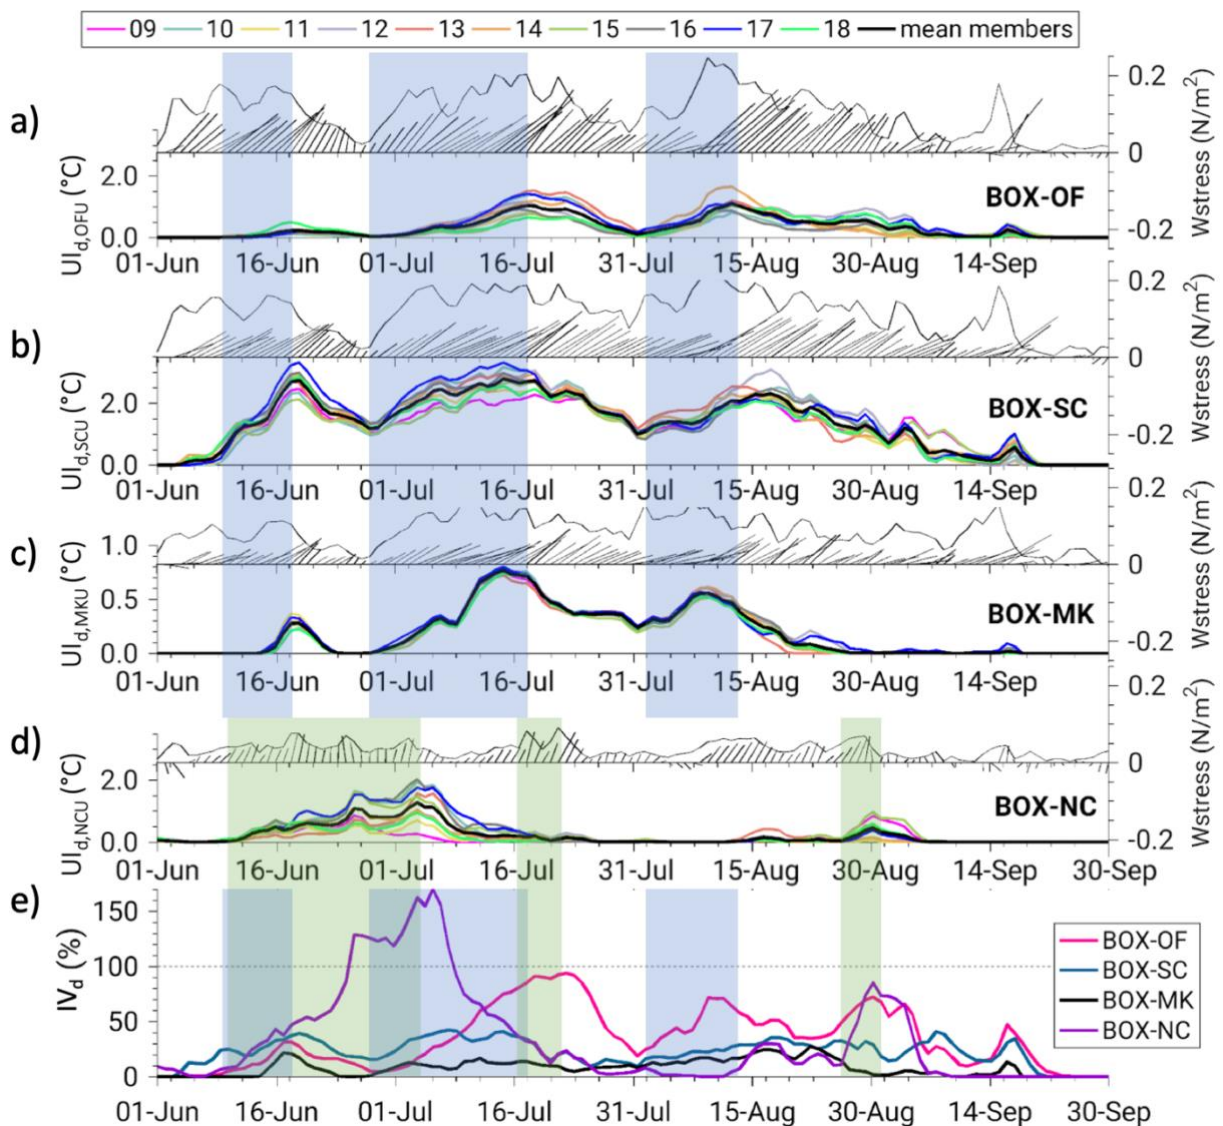 09 10 11 12 13 14 15 16 17 18 mean members
a)
0.2
0
-0.2
Wstress (N/m²)
2.0
0.0
UI_d,OFU (°C)
BOX-OF
01-Jun 16-Jun 01-Jul 16-Jul 31-Jul 15-Aug 30-Aug 14-Sep
b)
0.2
0
-0.2
Wstress (N/m²)
2.0
0.0
UI_d,SCU (°C)
BOX-SC
01-Jun 16-Jun 01-Jul 16-Jul 31-Jul 15-Aug 30-Aug 14-Sep
c)
0.2
0
-0.2
Wstress (N/m²)
1.0
0.5
0.0
UI_d,MKU (°C)
BOX-MK
01-Jun 16-Jun 01-Jul 16-Jul 31-Jul 15-Aug 30-Aug 14-Sep
d)
0.2
0
-0.2
Wstress (N/m²)
2.0
0.0
UI_d,NCU (°C)
BOX-NC
01-Jun 16-Jun 01-Jul 16-Jul 31-Jul 15-Aug 30-Aug 14-Sep 30-Sep
e)
150
100
50
0
IV_d (%)
BOX-OF
BOX-SC
BOX-MK
BOX-NC
01-Jun 16-Jun 01-Jul 16-Jul 31-Jul 15-Aug 30-Aug 14-Sep 30-Sep